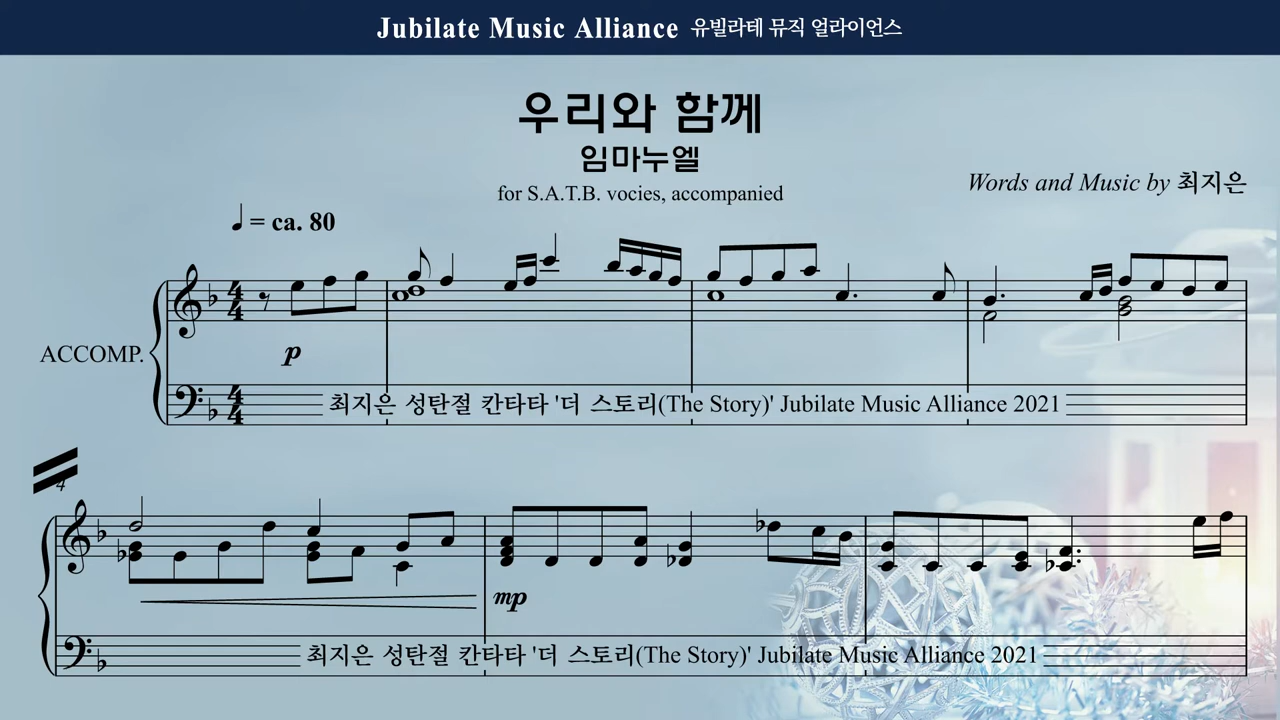 Jubilate Music Alliance 유빌라테 뮤직 얼라이언스
우리와 함께
임마누엘
for S.A.T.B. vocies, accompanied
Words and Music by 최지은
= ca. 80
ACCOMP.
p
최지은 성탄절 칸타타 '더 스토리(The Story)' Jubilate Music Alliance 2021
4
mp
최지은 성탄절 칸타타 '더 스토리(The Story)' Jubilate Music Alliance 2021